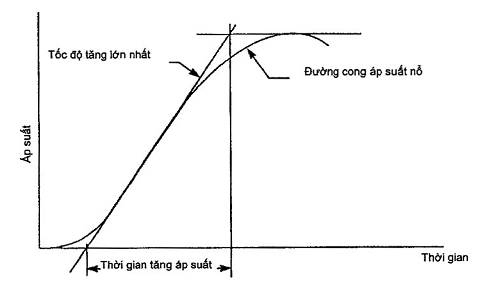 Tốc độ tăng lớn nhất
Đường cong áp suất nổ
Áp suất
Thời gian
Thời gian tăng áp suất